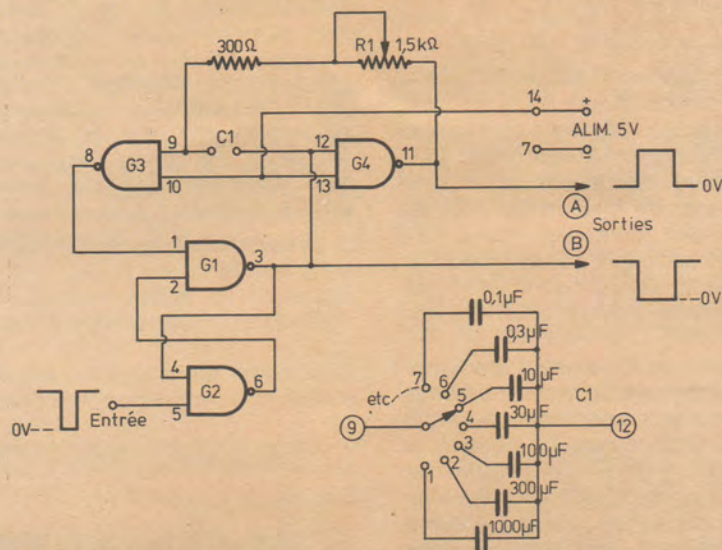 300Ω
R1
1,5kΩ
14
+
ALIM. 5V
7
-
8
G3
9
C1
12
G4
11
10
13
A
0V
Sorties
B
--0V
1
G1
3
2
4
G2
6
5
0V--
Entrée
0,1µF
0,3µF
7
6
10µF
etc
5
C1
9
4
30µF
12
3
100µF
1
2
300µF
1000µF